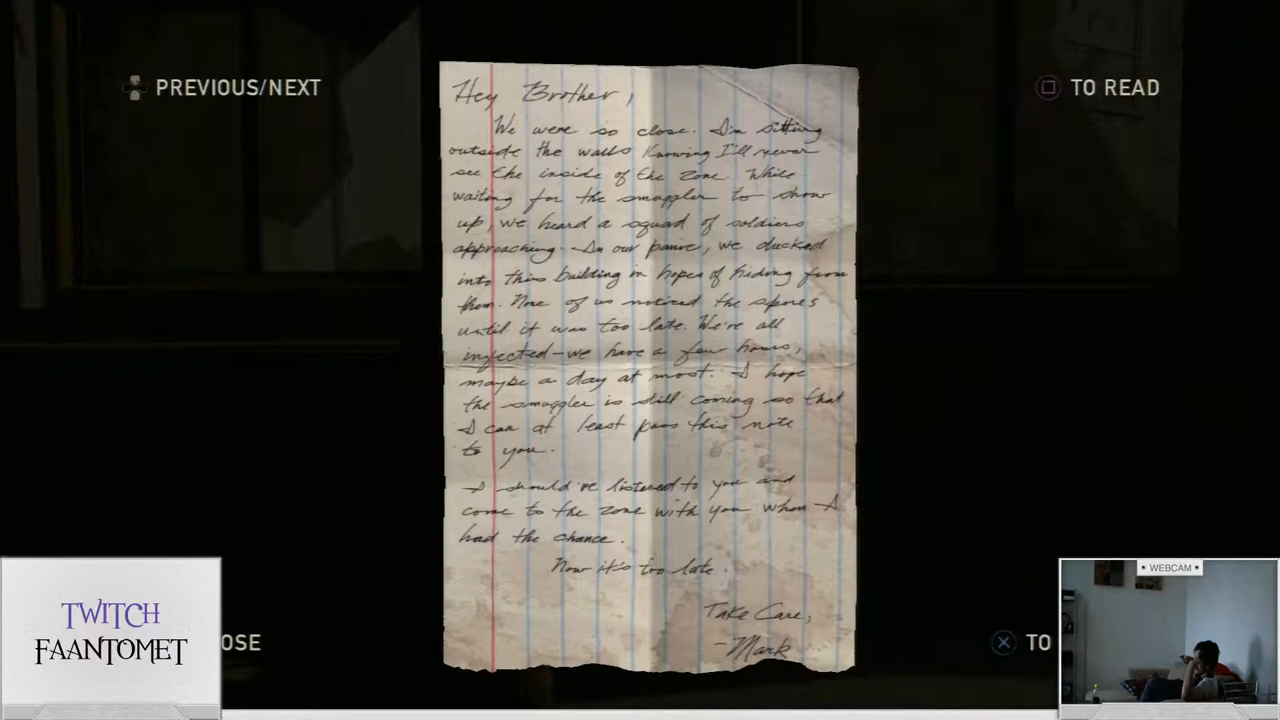 PREVIOUS/NEXT
TO READ
Hey Brother,
We were so close. I'm sitting
outside the walls knowing I'll never
see the inside of the zone. While
waiting for the smuggler to show
up, we heard a squad of soldiers
approaching. In our panic, we ducked
into this building in hopes of hiding from
them. None of us noticed the spores
until it was too late. We're all
infected-we have a few hours,
maybe a day at most. I hope
the smuggler is still coming so that
I can at least pass this note
to you.
I should've listened to you and
come to the zone with you when I
had the chance.
Now it's too late.
Take Care,
-Mark
TWITCH
FAANTOMET
OSE
TO
• WEBCAM •